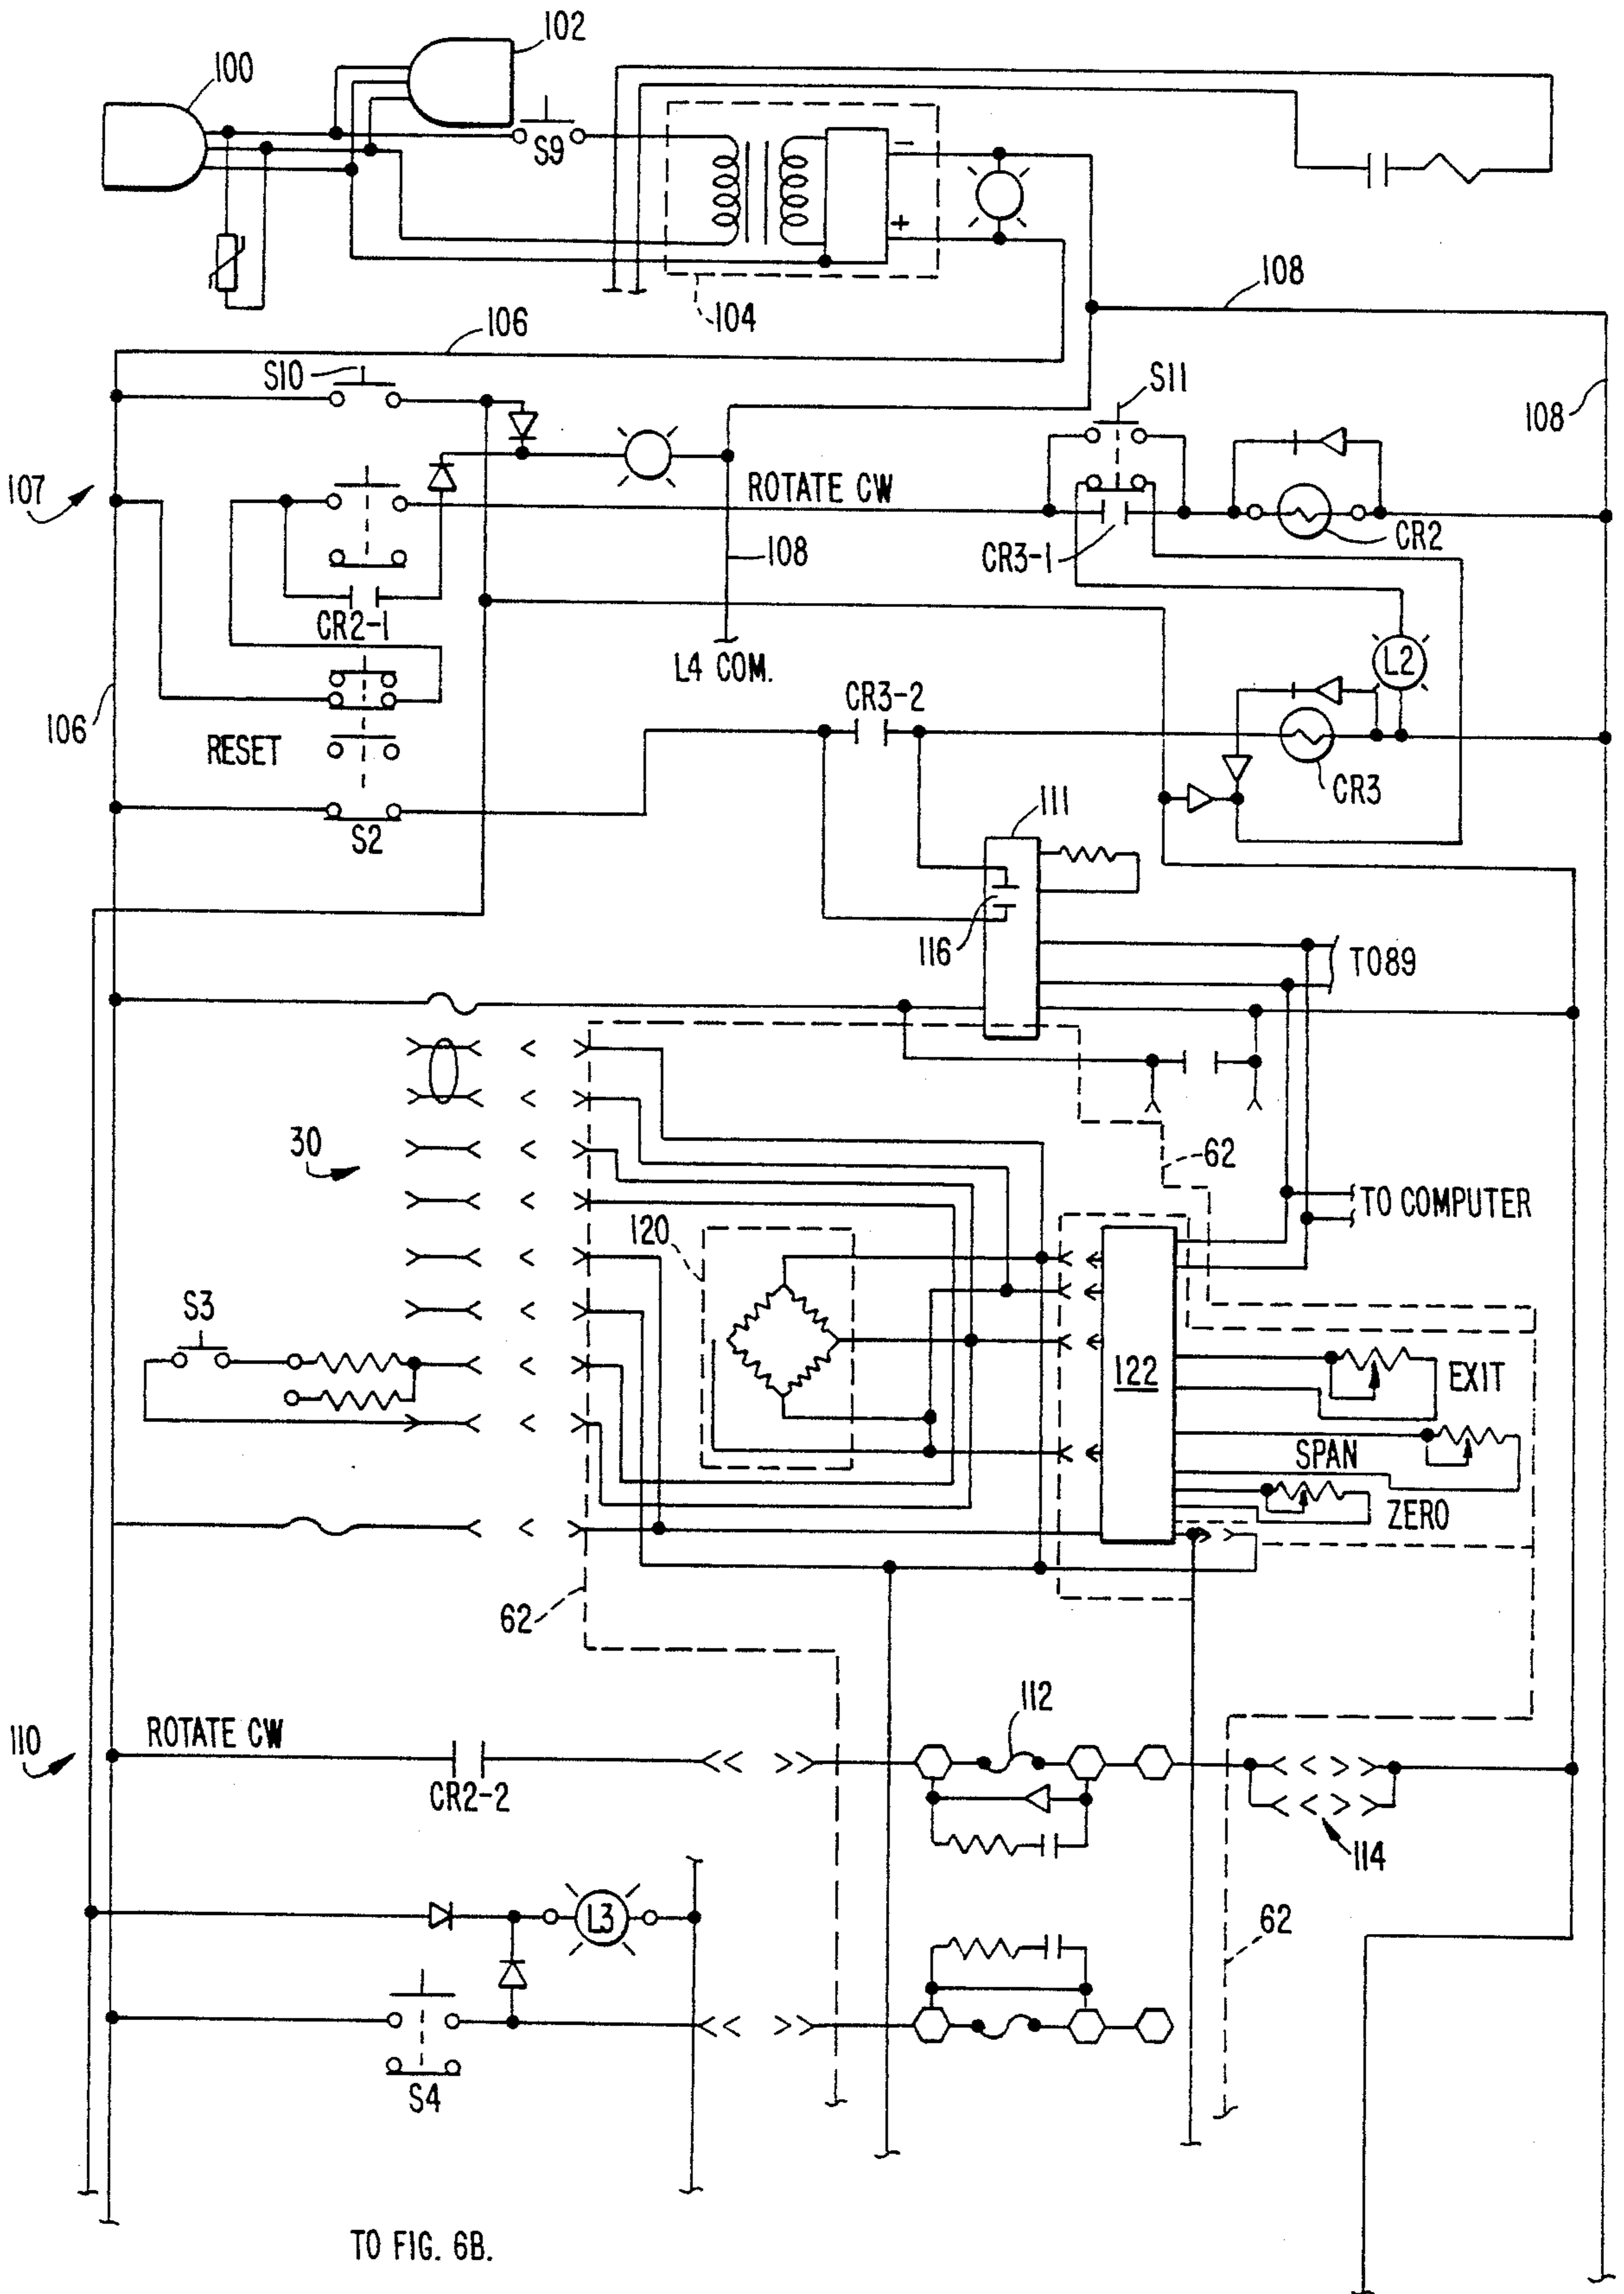 102
100
S9
−
+
104
108
106
S10
S11
108
107
ROTATE CW
CR2
CR3-1
108
CR2-1
L4 COM.
L2
CR3-2
106
RESET
CR3
111
S2
116
TO89
30
62
TO COMPUTER
120
S3
122
EXIT
SPAN
ZERO
62
112
ROTATE CW
110
CR2-2
114
L3
62
S4
TO FIG. 6B.